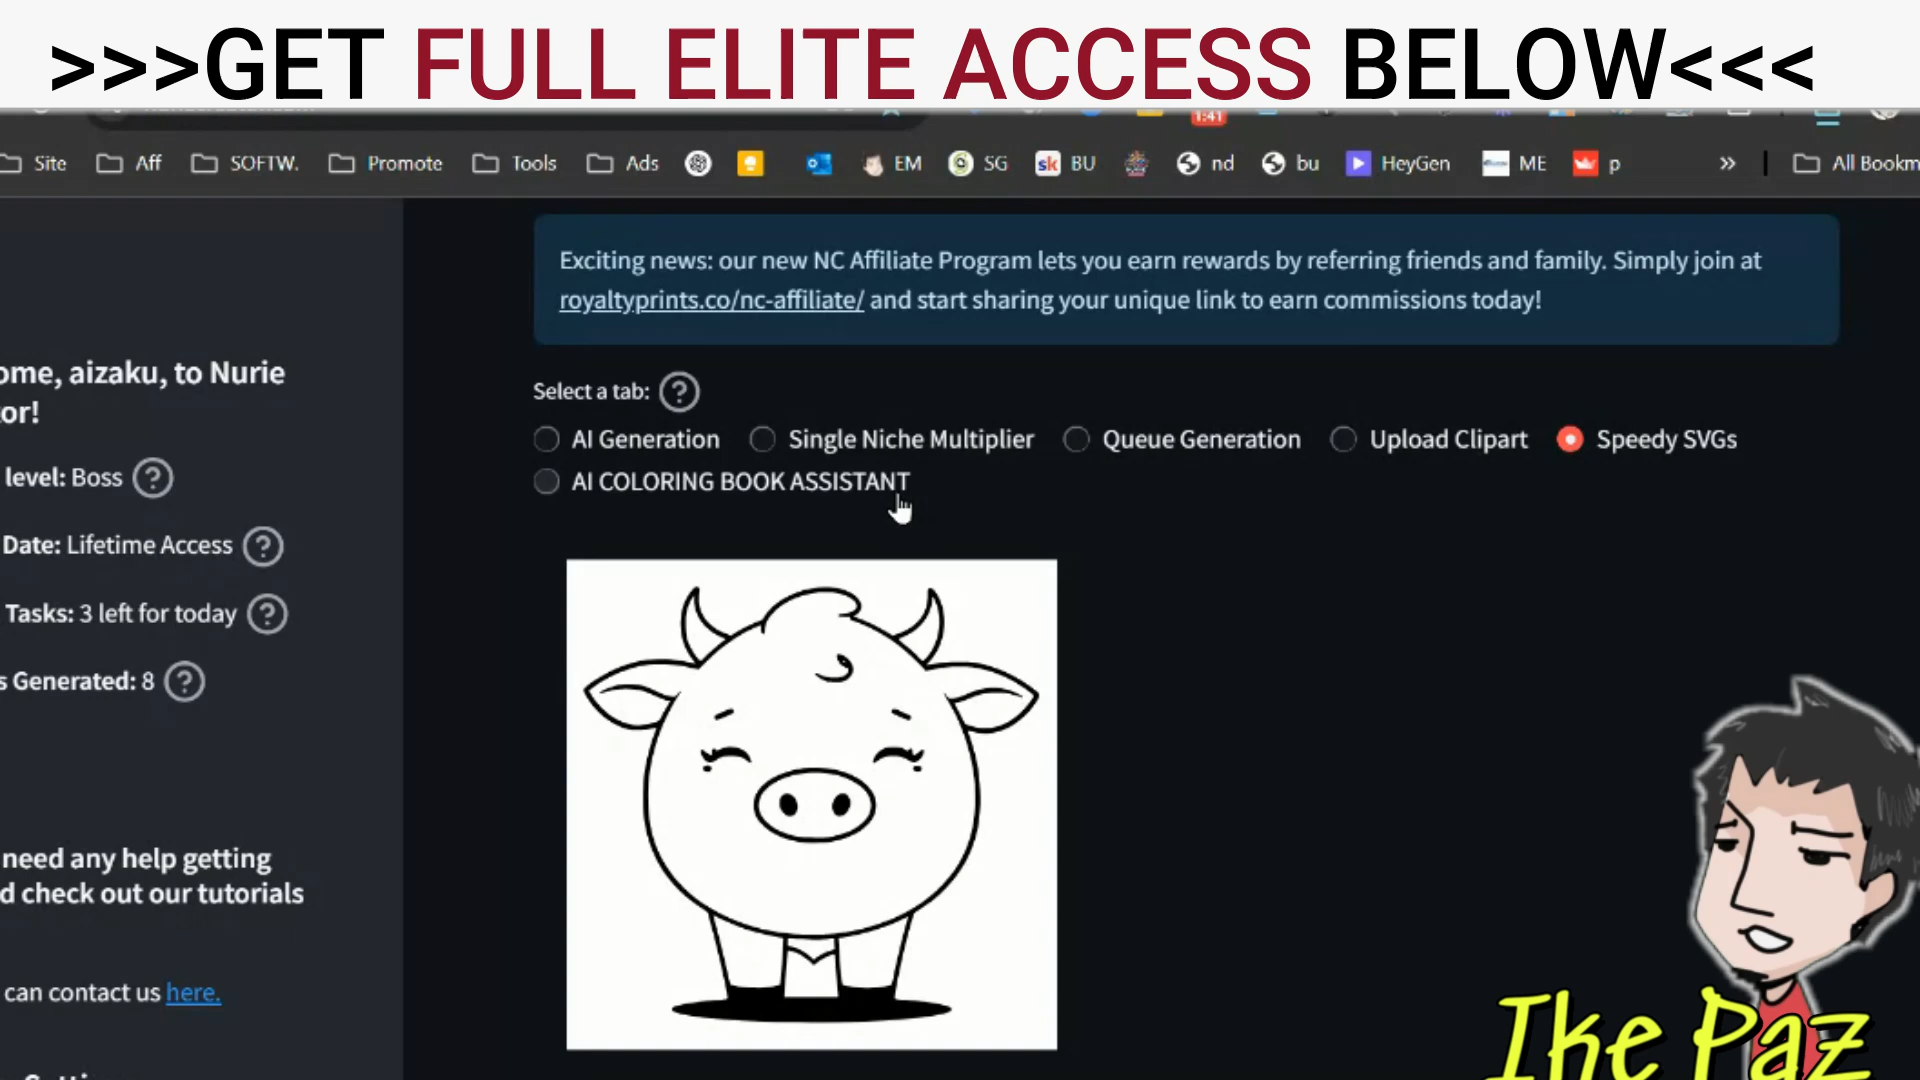 >>>GET FULL ELITE ACCESS BELOW<<<
1:41
Site Aff SOFTW. Promote Tools Ads EM SG sk BU nd bu HeyGen ME p » All Bookm
Exciting news: our new NC Affiliate Program lets you earn rewards by referring friends and family. Simply join at
royaltyprints.co/nc-affiliate/ and start sharing your unique link to earn commissions today!
ome, aizaku, to Nurie
or!
level: Boss ?
Date: Lifetime Access ?
Tasks: 3 left for today ?
s Generated: 8 ?
need any help getting
d check out our tutorials
can contact us here.
Select a tab: ?
AI Generation Single Niche Multiplier Queue Generation Upload Clipart Speedy SVGs
AI COLORING BOOK ASSISTANT
Ike Paz